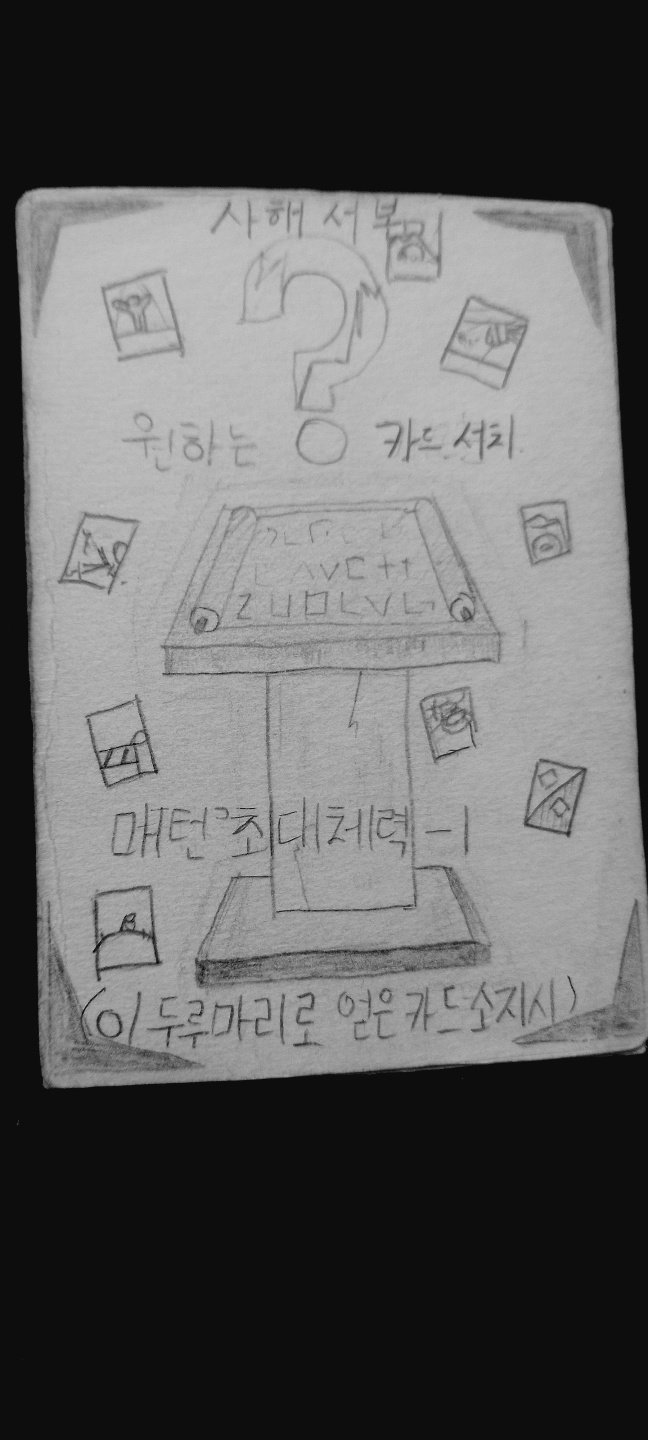 사해 서복
?
원하는 카드 서치
매턴 최대체력 -1
(이 두루마리로 얻은 카드 소지시)